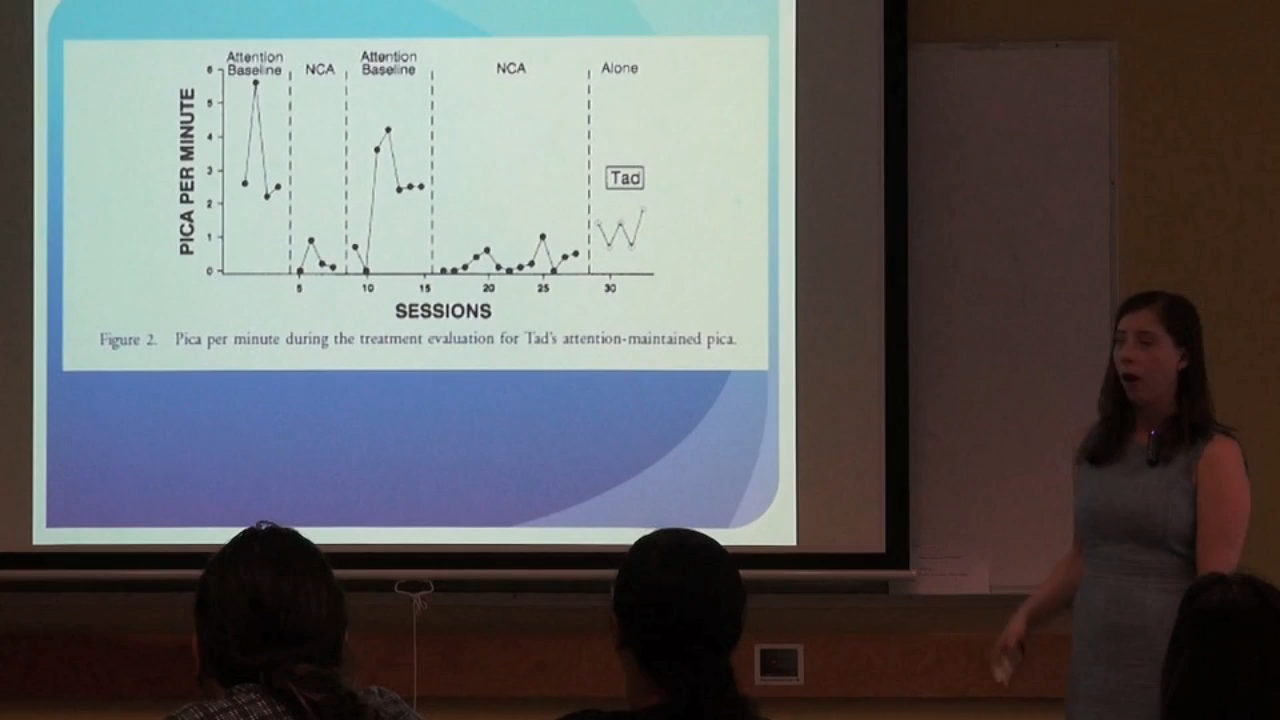 Attention Baseline NCA Attention Baseline NCA Alone
PICA PER MINUTE
6
5
4
3
2
1
0
Tad
5 10 15 20 25 30
SESSIONS
Figure 2. Pica per minute during the treatment evaluation for Tad's attention-maintained pica.